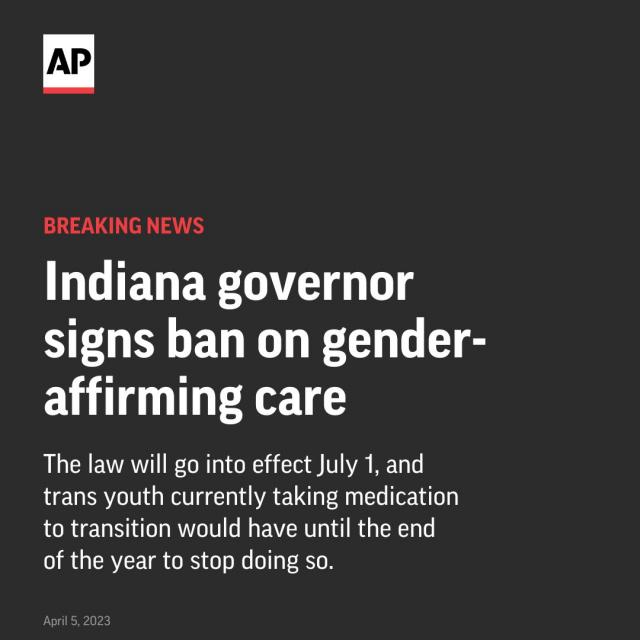 AP
BREAKING NEWS
Indiana governor
signs ban on gender-
affirming care
The law will go into effect July 1, and
trans youth currently taking medication
to transition would have until the end
of the year to stop doing so.
April 5, 2023